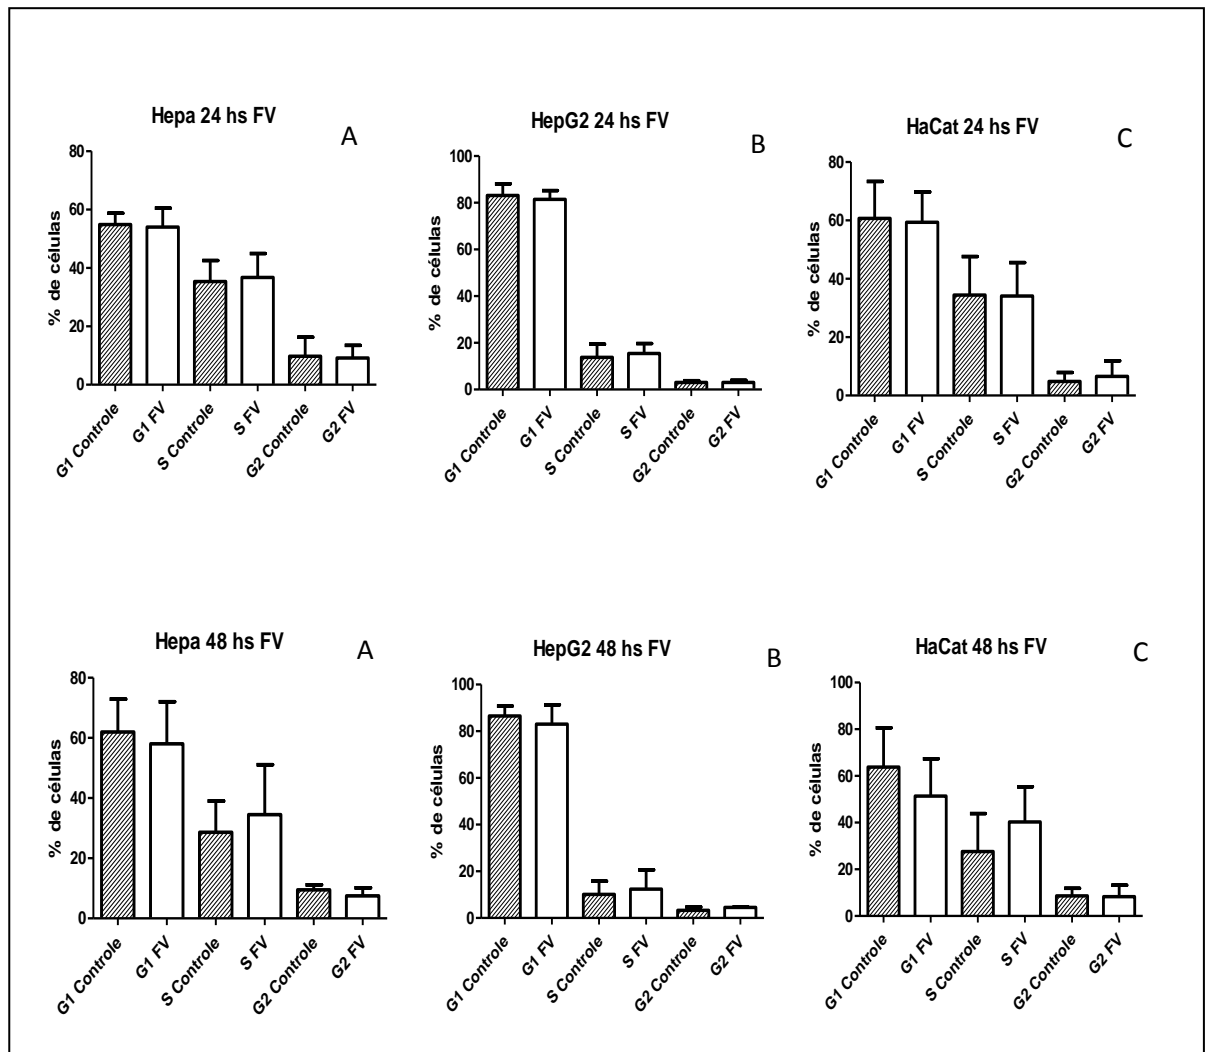 Hepa 24 hs FV
A
% de células
80
60
40
20
0
G1 Controle
G1 FV
S Controle
S FV
G2 Controle
G2 FV
HepG2 24 hs FV
B
% de células
100
80
60
40
20
0
G1 Controle
G1 FV
S Controle
S FV
G2 Controle
G2 FV
HaCat 24 hs FV
C
% de células
80
60
40
20
0
G1 Controle
G1 FV
S Controle
S FV
G2 Controle
G2 FV
Hepa 48 hs FV
A
% de células
80
60
40
20
0
G1 Controle
G1 FV
S Controle
S FV
G2 Controle
G2 FV
HepG2 48 hs FV
B
% de células
100
80
60
40
20
0
G1 Controle
G1 FV
S Controle
S FV
G2 Controle
G2 FV
HaCat 48 hs FV
C
% de células
100
80
60
40
20
0
G1 Controle
G1 FV
S Controle
S FV
G2 Controle
G2 FV